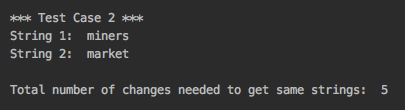 *** Test Case 2 ***
String 1:  miners
String 2:  market
Total number of changes needed to get same strings:  5